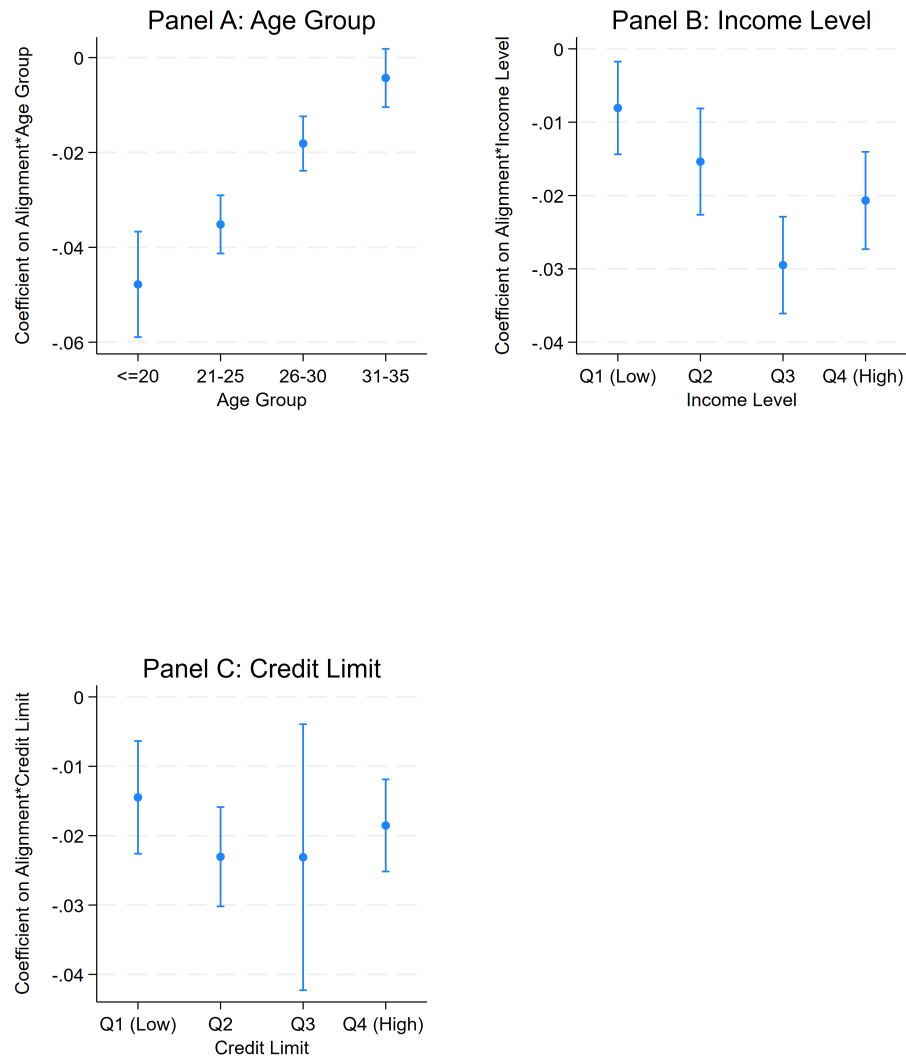 Panel A: Age Group
Coefficient on Alignment*Age Group
0
-.02
-.04
-.06
<=20 21-25 26-30 31-35
Age Group
Panel B: Income Level
Coefficient on Alignment*Income Level
0
-.01
-.02
-.03
-.04
Q1 (Low) Q2 Q3 Q4 (High)
Income Level
Panel C: Credit Limit
Coefficient on Alignment*Credit Limit
0
-.01
-.02
-.03
-.04
Q1 (Low) Q2 Q3 Q4 (High)
Credit Limit